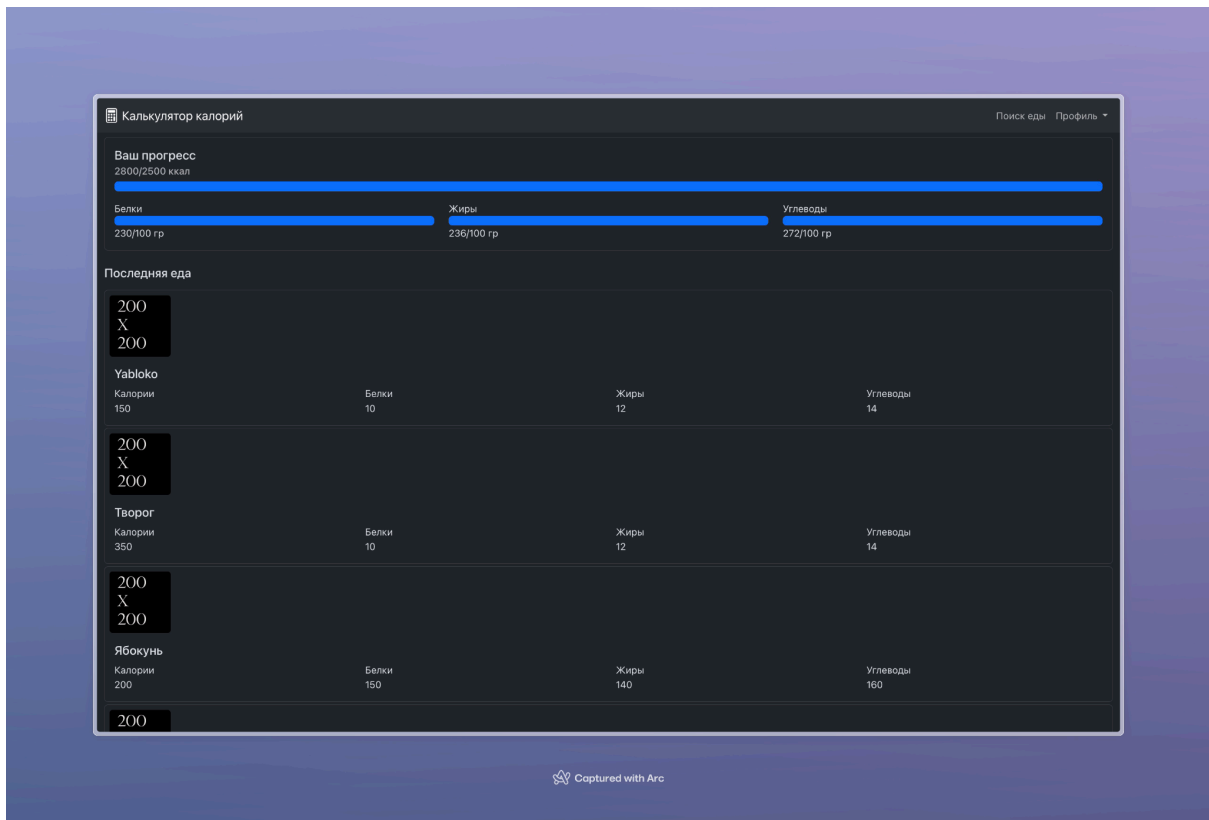 Калькулятор калорий
Поиск еды Профиль
Ваш прогресс
2800/2500 ккал
Белки Жиры Углеводы
230/100 гр 236/100 гр 272/100 гр
Последняя еда
200
X
200
Yabloko
Калории Белки Жиры Углеводы
150 10 12 14
200
X
200
Творог
Калории Белки Жиры Углеводы
350 10 12 14
200
X
200
Ябокунь
Калории Белки Жиры Углеводы
200 150 140 160
200
Captured with Arc